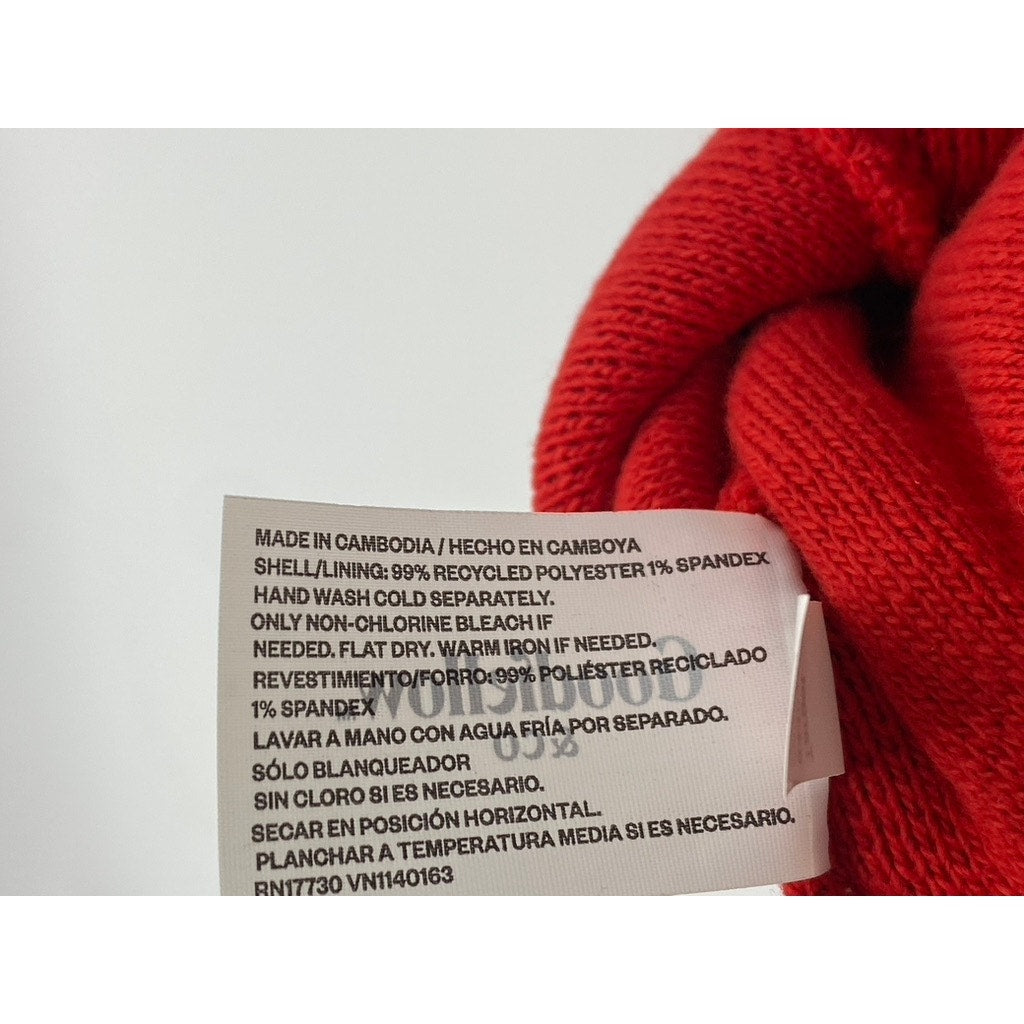 MADE IN CAMBODIA / HECHO EN CAMBOYA
SHELL/LINING: 99% RECYCLED POLYESTER 1% SPANDEX
HAND WASH COLD SEPARATELY.
ONLY NON-CHLORINE BLEACH IF
NEEDED. FLAT DRY. WARM IRON IF NEEDED.
REVESTIMIENTO/FORRO: 99% POLIÉSTER RECICLADO
1% SPANDEX
LAVAR A MANO CON AGUA FRÍA POR SEPARADO.
SÓLO BLANQUEADOR
SIN CLORO SI ES NECESARIO.
SECAR EN POSICIÓN HORIZONTAL.
PLANCHAR A TEMPERATURA MEDIA SI ES NECESARIO.
RN17730 VN1140163
Goodfellow
& CO